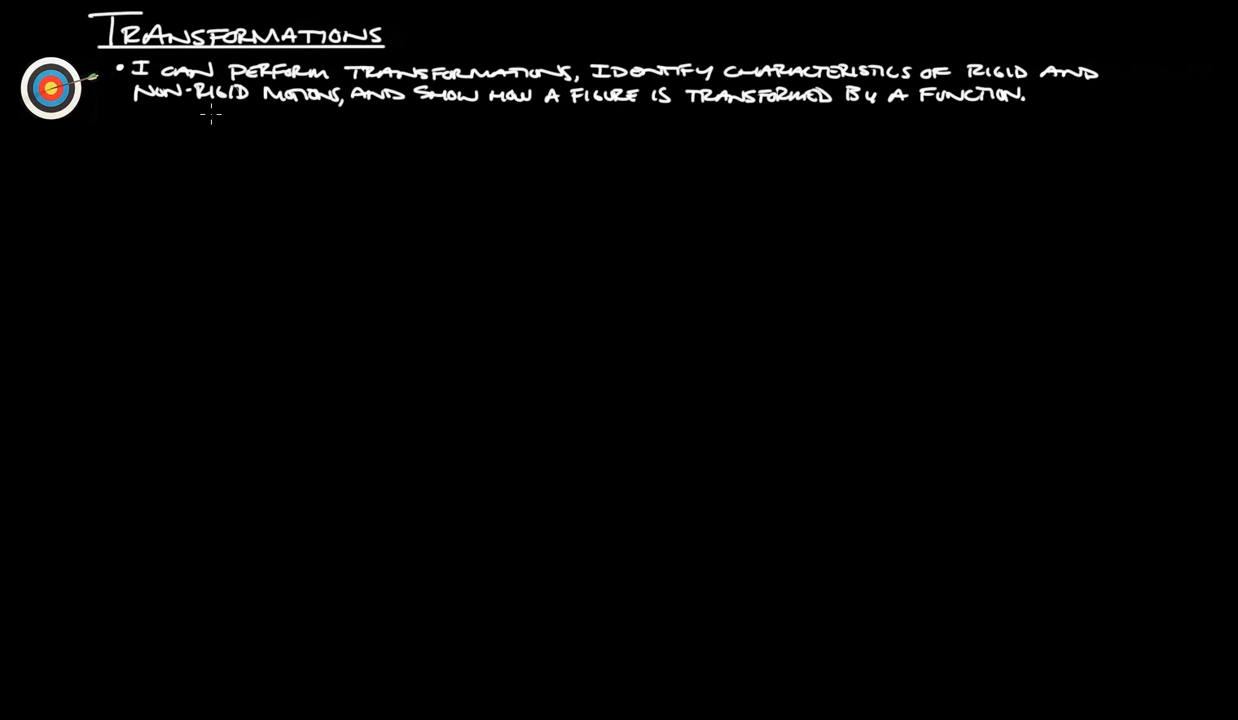 TRANSFORMATIONS
• I CAN PERFORM TRANSFORMATIONS, IDENTIFY CHARACTERISTICS OF RIGID AND
NON-RIGID MOTIONS, AND SHOW HOW A FIGURE IS TRANSFORMED BY A FUNCTION.